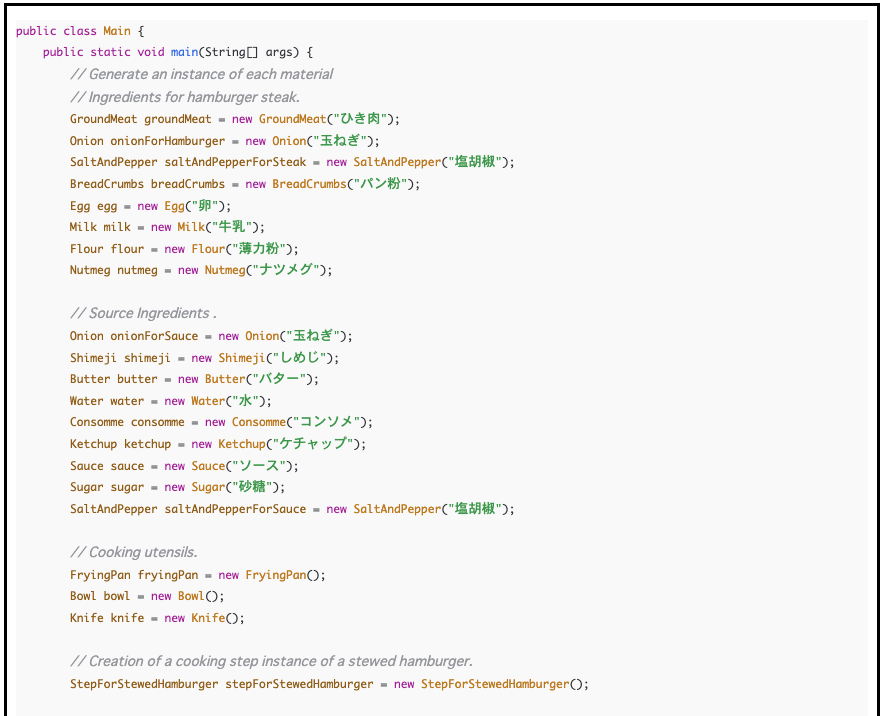 public class Main {
public static void main(String[] args) {
// Generate an instance of each material
// Ingredients for hamburger steak.
GroundMeat groundMeat = new GroundMeat("ひき肉");
Onion onionForHamburger = new Onion("玉ねぎ");
SaltAndPepper saltAndPepperForSteak = new SaltAndPepper("塩胡椒");
BreadCrumbs breadCrumbs = new BreadCrumbs("パン粉");
Egg egg = new Egg("卵");
Milk milk = new Milk("牛乳");
Flour flour = new Flour("薄力粉");
Nutmeg nutmeg = new Nutmeg("ナツメグ");
// Source Ingredients .
Onion onionForSauce = new Onion("玉ねぎ");
Shimeji shimeji = new Shimeji("しめじ");
Butter butter = new Butter("バター");
Water water = new Water("水");
Consomme consomme = new Consomme("コンソメ");
Ketchup ketchup = new Ketchup("ケチャップ");
Sauce sauce = new Sauce("ソース");
Sugar sugar = new Sugar("砂糖");
SaltAndPepper saltAndPepperForSauce = new SaltAndPepper("塩胡椒");
// Cooking utensils.
FryingPan fryingPan = new FryingPan();
Bowl bowl = new Bowl();
Knife knife = new Knife();
// Creation of a cooking step instance of a stewed hamburger.
StepForStewedHamburger stepForStewedHamburger = new StepForStewedHamburger();